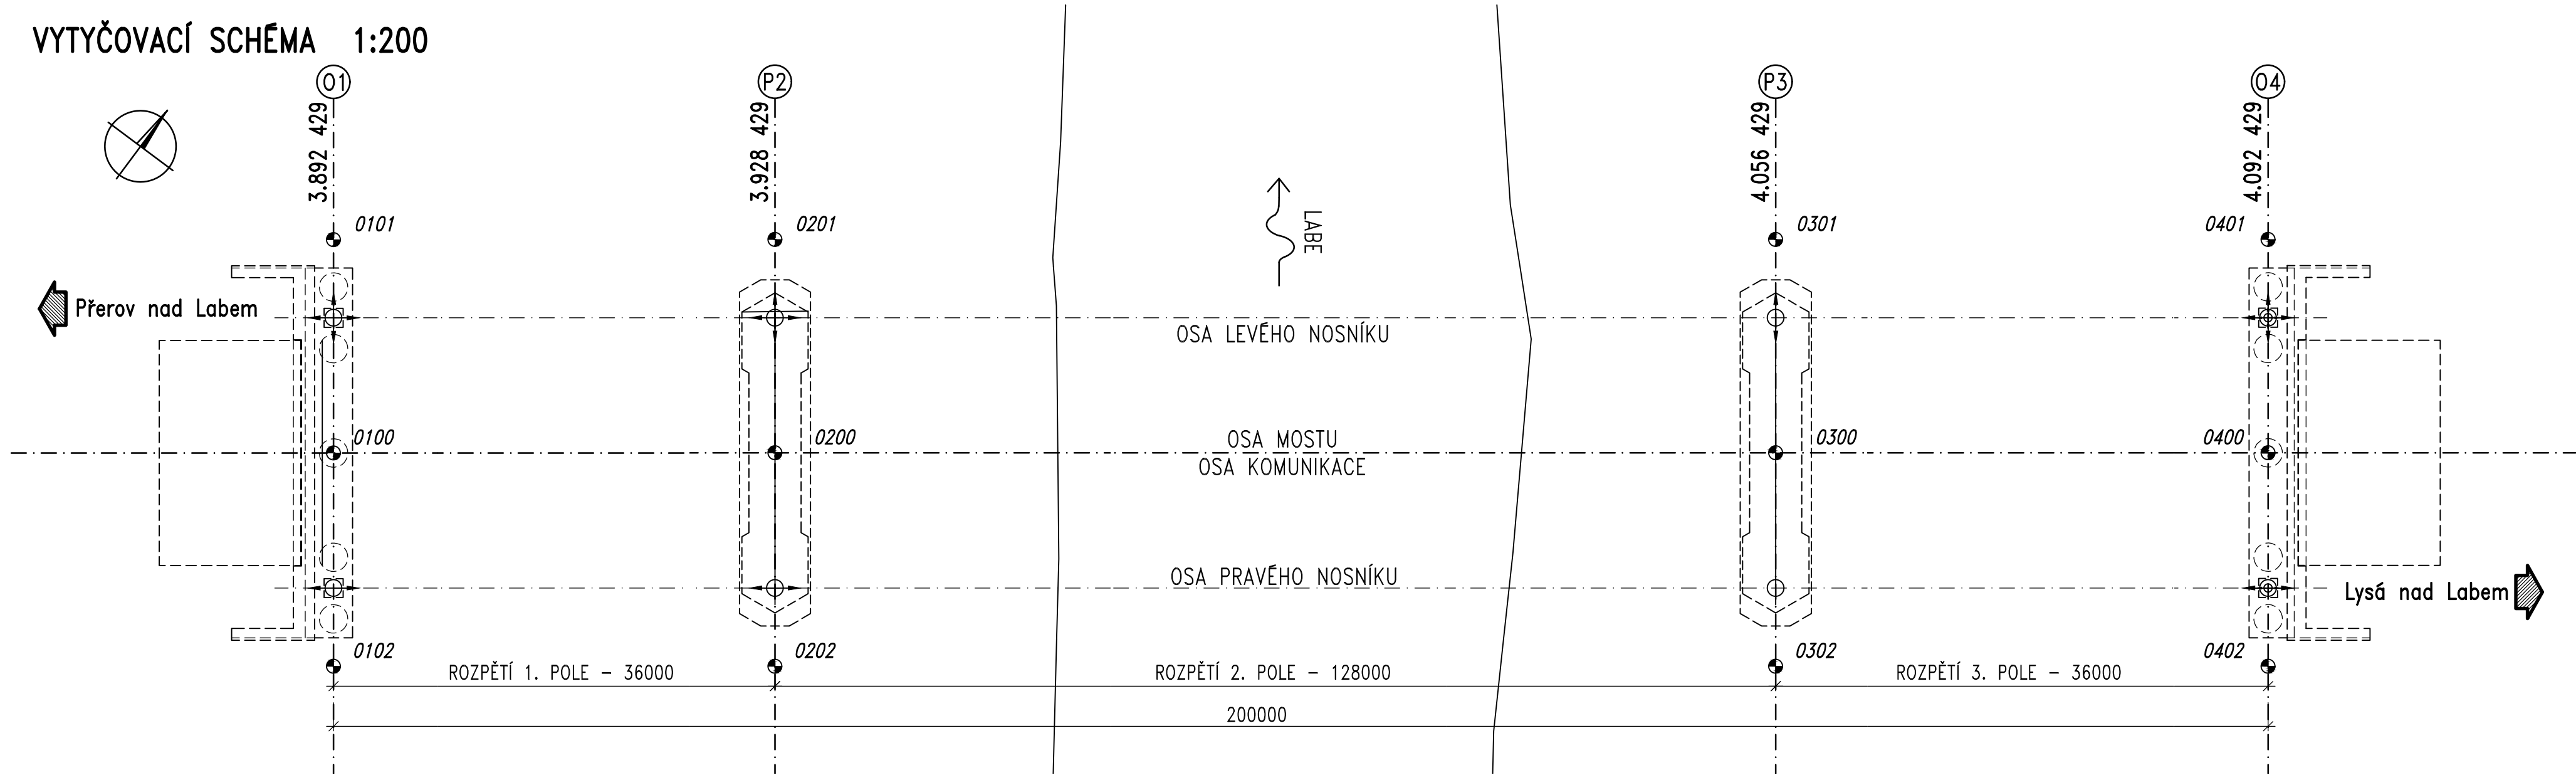 VYTYČOVACÍ SCHÉMA 1:200
O1
P2
P3
O4
3.892 429
3.928 429
4.056 429
4.092 429
0101
0201
LABE
0301
0401
Přerov nad Labem
OSA LEVÉHO NOSNÍKU
0100
0200
OSA MOSTU
OSA KOMUNIKACE
0300
0400
OSA PRAVÉHO NOSNÍKU
Lysá nad Labem
0102
0202
0302
0402
ROZPĚTÍ 1. POLE – 36000
ROZPĚTÍ 2. POLE – 128000
ROZPĚTÍ 3. POLE – 36000
200000